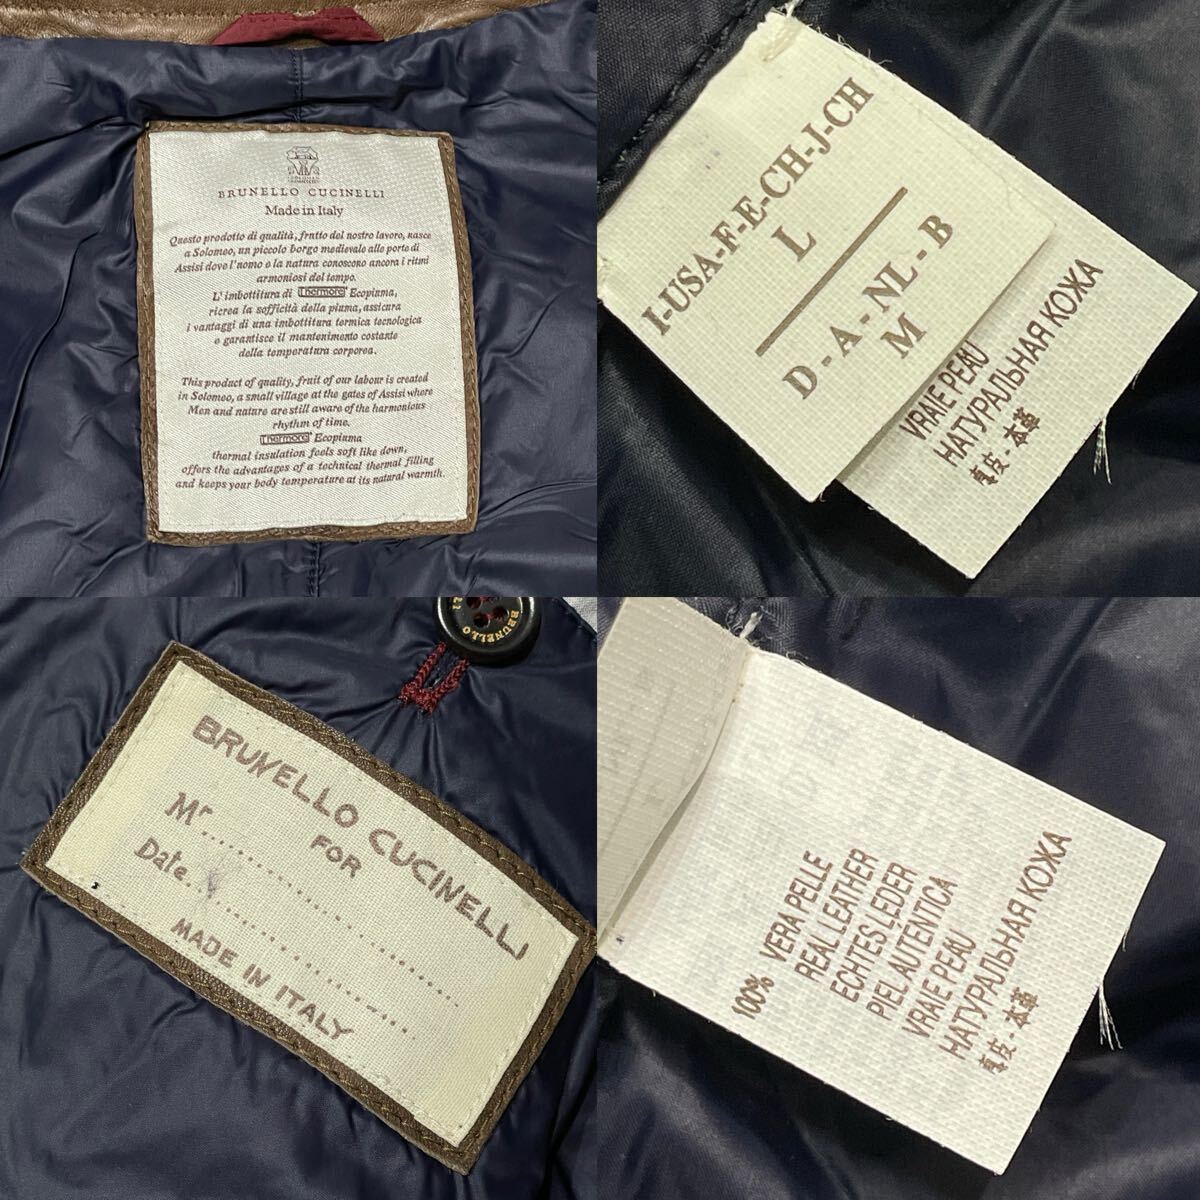 BRUNELLO CUCINELLI
Made in Italy
Questo prodotto di qualità, frutto del nostro lavoro, nasce
a Solomeo, un piccolo borgo medievale alle porte di
Assisi dove l'uomo e la natura conoscono ancora i ritmi
armoniosi del tempo.
L'imbottitura di Thermore Ecopiuma,
ricrea la sofficità della piuma, assicura
i vantaggi di una imbottitura termica tecnologica
e garantisce il mantenimento costante
della temperatura corporea.
This product of quality, fruit of our labour is created
in Solomeo, a small village at the gates of Assisi where
Men and nature are still aware of the harmonious
rhythm of time.
Thermore Ecopiuma
thermal insulation feels soft like down,
offers the advantages of a technical thermal filling
and keeps your body temperature at its natural warmth.
I-USA-F-E-CH-J-CH
L
D - A - NL - B
M
VRAIE PEAU
НАТУРАЛЬНАЯ КОЖА
真皮 - 本革
BRUNELLO
BRUNELLO CUCINELLI
FOR
Mr
Date
MADE IN ITALY
100% VERA PELLE
REAL LEATHER
ECHTES LEDER
PIEL AUTENTICA
VRAIE PEAU
НАТУРАЛЬНАЯ КОЖА
真皮 - 本革